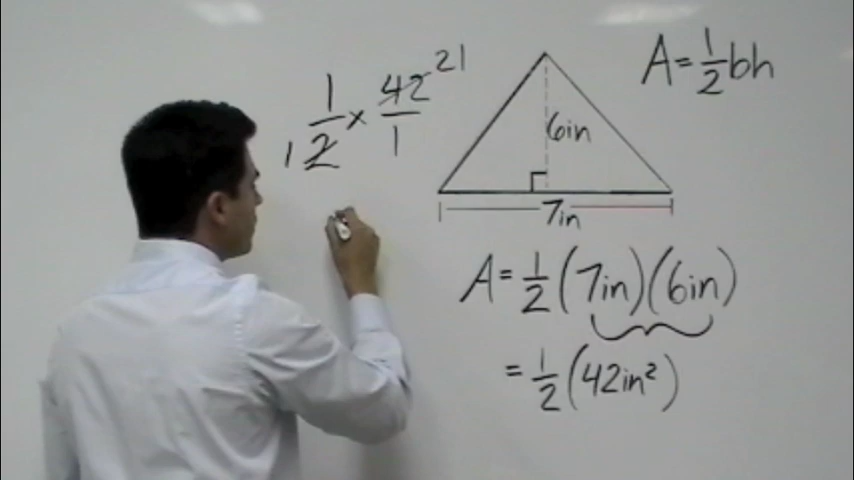 A = 1/2 bh
1/2 × 42/1
1 21
6in
7in
A = 1/2 (7in)(6in)
= 1/2 (42in²)